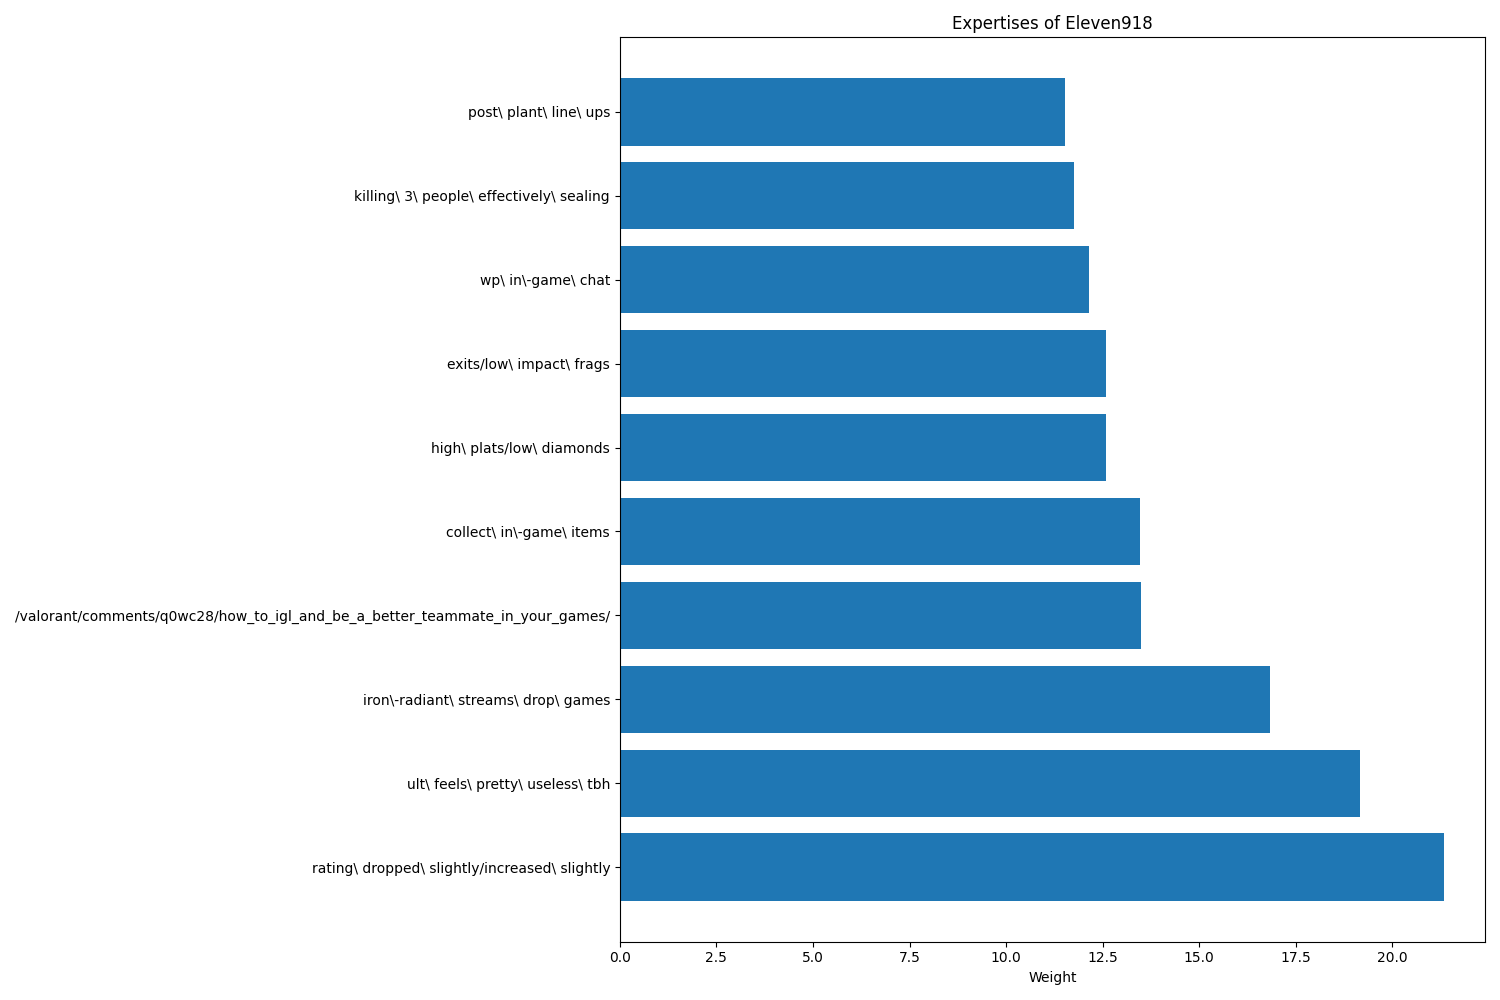 Expertises of Eleven918
post\ plant\ line\ ups
killing\ 3\ people\ effectively\ sealing
wp\ in\-game\ chat
exits/low\ impact\ frags
high\ plats/low\ diamonds
collect\ in\-game\ items
/valorant/comments/q0wc28/how_to_igl_and_be_a_better_teammate_in_your_games/
iron\-radiant\ streams\ drop\ games
ult\ feels\ pretty\ useless\ tbh
rating\ dropped\ slightly/increased\ slightly
0.0 2.5 5.0 7.5 10.0 12.5 15.0 17.5 20.0
Weight